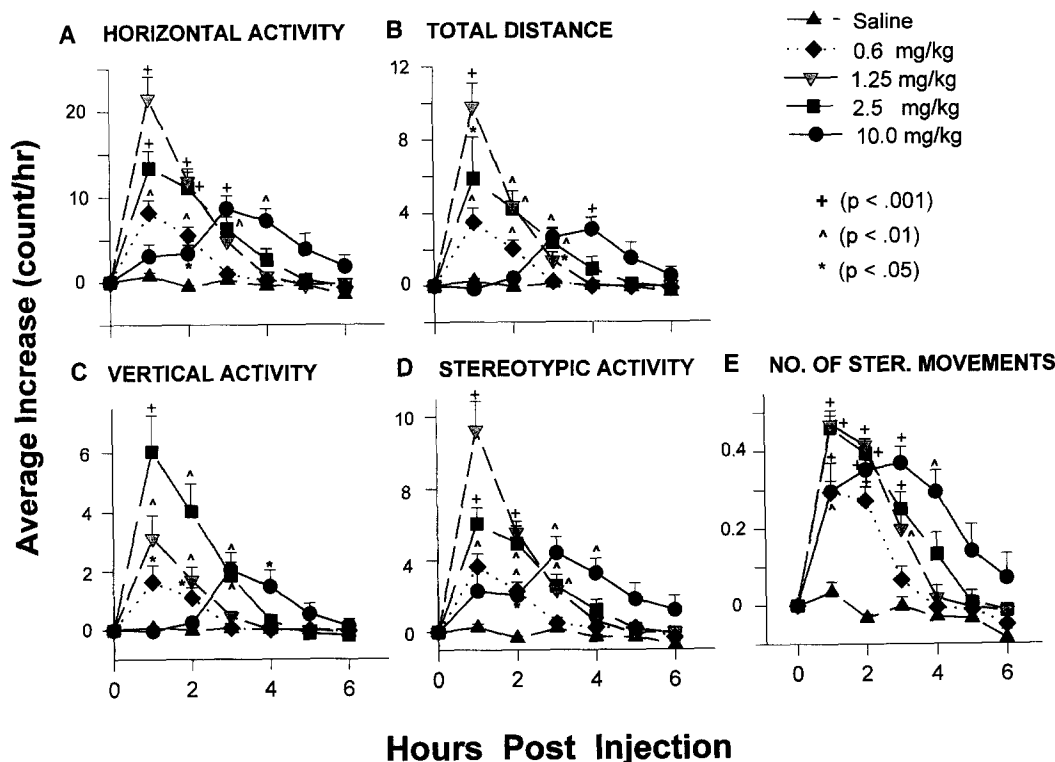 A HORIZONTAL ACTIVITY
B TOTAL DISTANCE
Saline
0.6 mg/kg
1.25 mg/kg
2.5 mg/kg
10.0 mg/kg
+ (p < .001)
^ (p < .01)
* (p < .05)
20
10
0
12
8
4
0
C VERTICAL ACTIVITY
D STEREOTYPIC ACTIVITY
E NO. OF STER. MOVEMENTS
6
4
2
0
10
8
6
4
2
0
0.4
0.2
0
0 2 4 6
0 2 4 6
0 2 4 6
Average Increase (count/hr)
Hours Post Injection